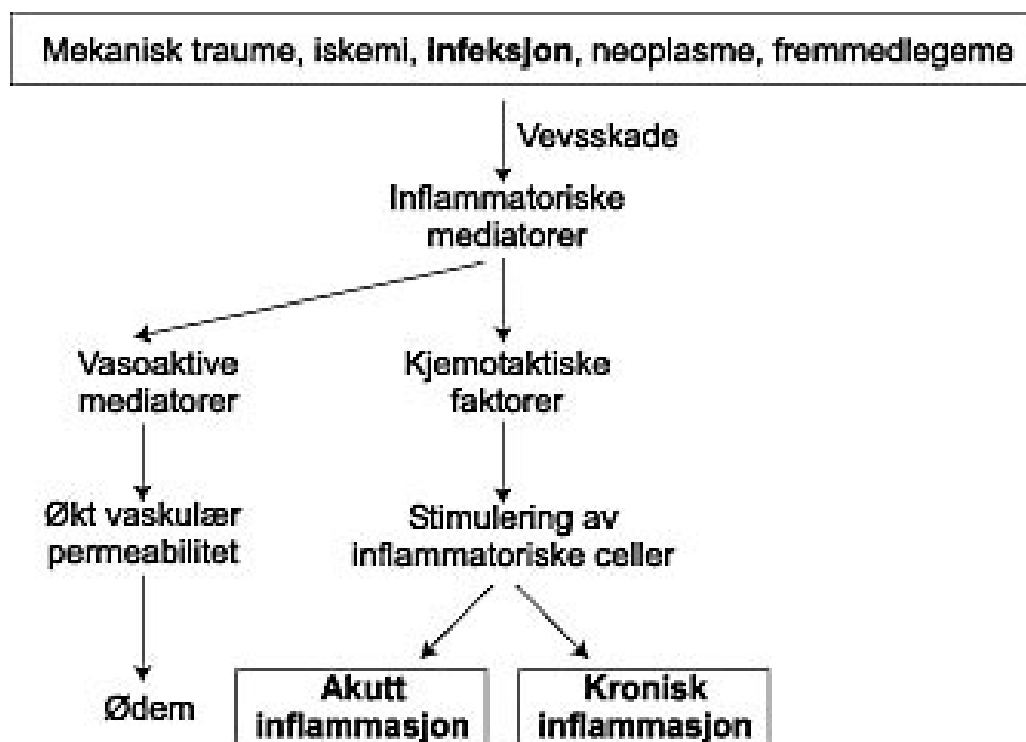 Mekanisk traume, iskemi, infeksjon, neoplasme, fremmedlegeme
Vevsskade
Inflammatoriske
mediatorer
Vasoaktive
mediatorer
Kjemotaktiske
faktorer
Økt vaskulær
permeabilitet
Stimulering av
inflammatoriske celler
Ødem
Akutt
inflammasjon
Kronisk
inflammasjon